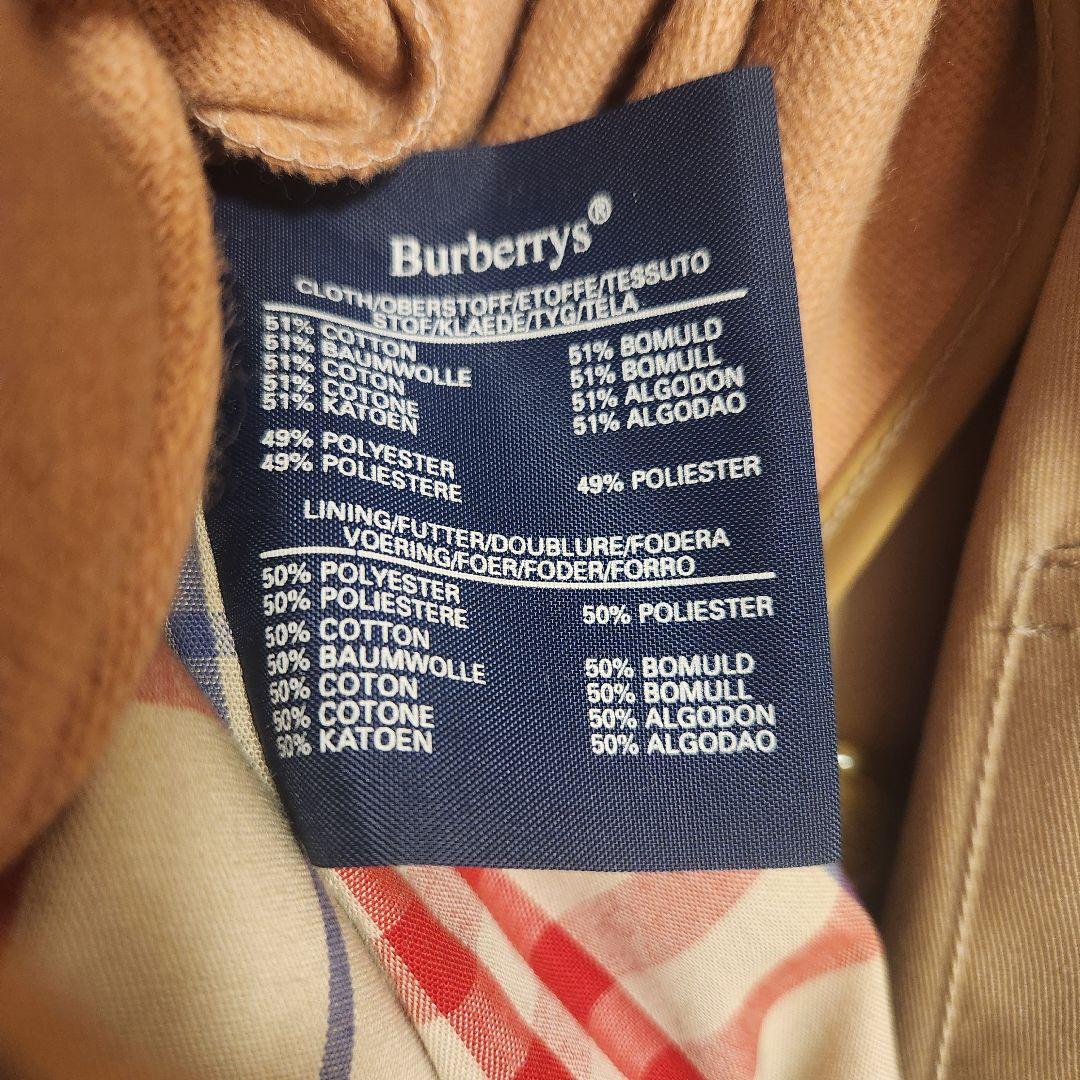 Burberrys®
CLOTH/OBERSTOFF/ETOFFE/TESSUTO
STOF/KLAEDE/TYG/TELA
51% COTTON
51% BAUMWOLLE
51% COTON
51% COTONE
51% KATOEN
51% BOMULD
51% BOMULL
51% ALGODON
51% ALGODAO
49% POLYESTER
49% POLIESTERE
49% POLIESTER
LINING/FUTTER/DOUBLURE/FODERA
VOERING/FOER/FODER/FORRO
50% POLYESTER
50% POLIESTERE
50% POLIESTER
50% COTTON
50% BAUMWOLLE
50% COTON
50% COTONE
50% KATOEN
50% BOMULD
50% BOMULL
50% ALGODON
50% ALGODAO